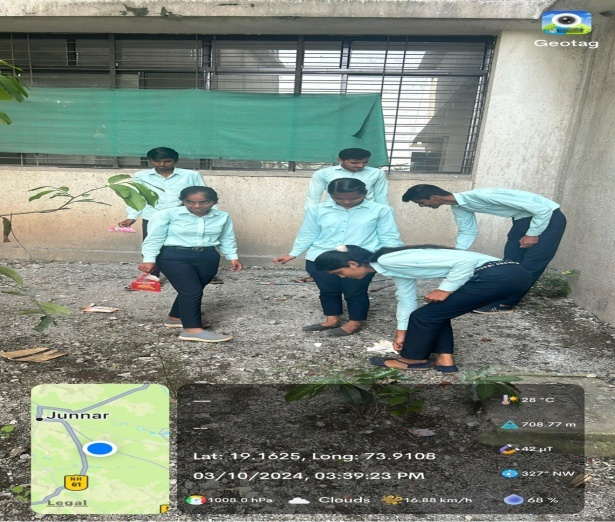 Geotag
Junnar
NH
61
Legal
28 °C
708.77 m
42 µT
327° NW
Lat: 19.1625, Long: 73.9108
03/10/2024, 03:39:23 PM
1008.0 hPa
Clouds
16.88 km/h
68 %